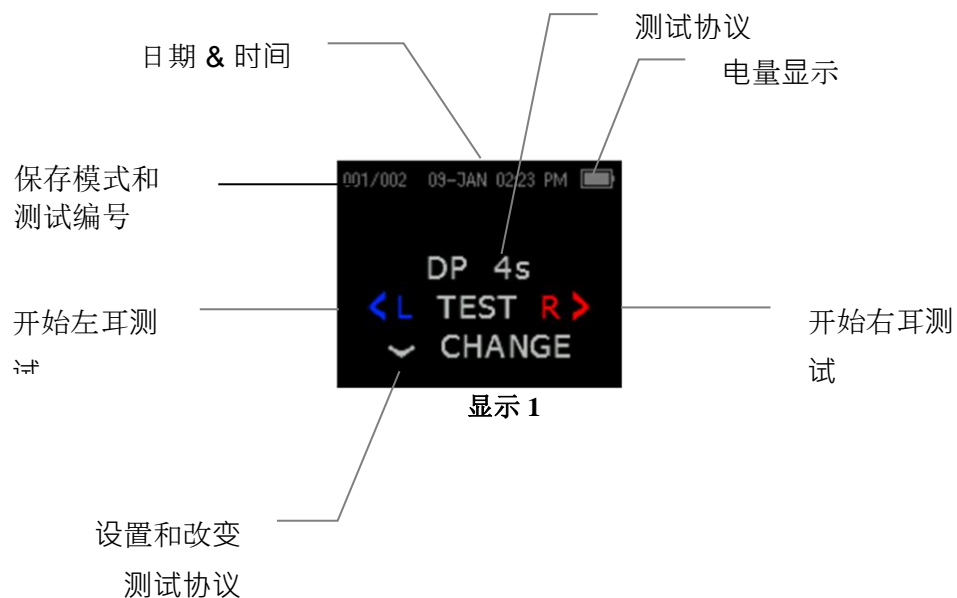 测试协议
日期 & 时间
电量显示
保存模式和
测试编号
001/002 09-JAN 02:23 PM
DP 4s
< L TEST R >
CHANGE
开始左耳测
试
开始右耳测
试
显示 1
设置和改变
测试协议